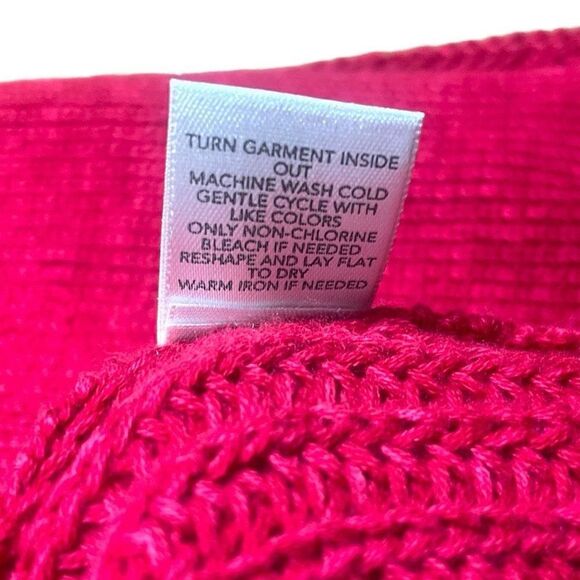 TURN GARMENT INSIDE
OUT
MACHINE WASH COLD
GENTLE CYCLE WITH
LIKE COLORS
ONLY NON-CHLORINE
BLEACH IF NEEDED
RESHAPE AND LAY FLAT
TO DRY
WARM IRON IF NEEDED